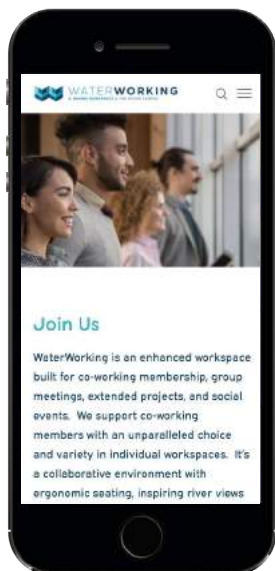 WATERWORKING
Join Us
WaterWorking is an enhanced workspace
built for co-working membership, group
meetings, extended projects, and social
events. We support co-working
members with an unparalleled choice
and variety in individual workspaces. It's
a collaborative environment with
ergonomic seating, inspiring river views